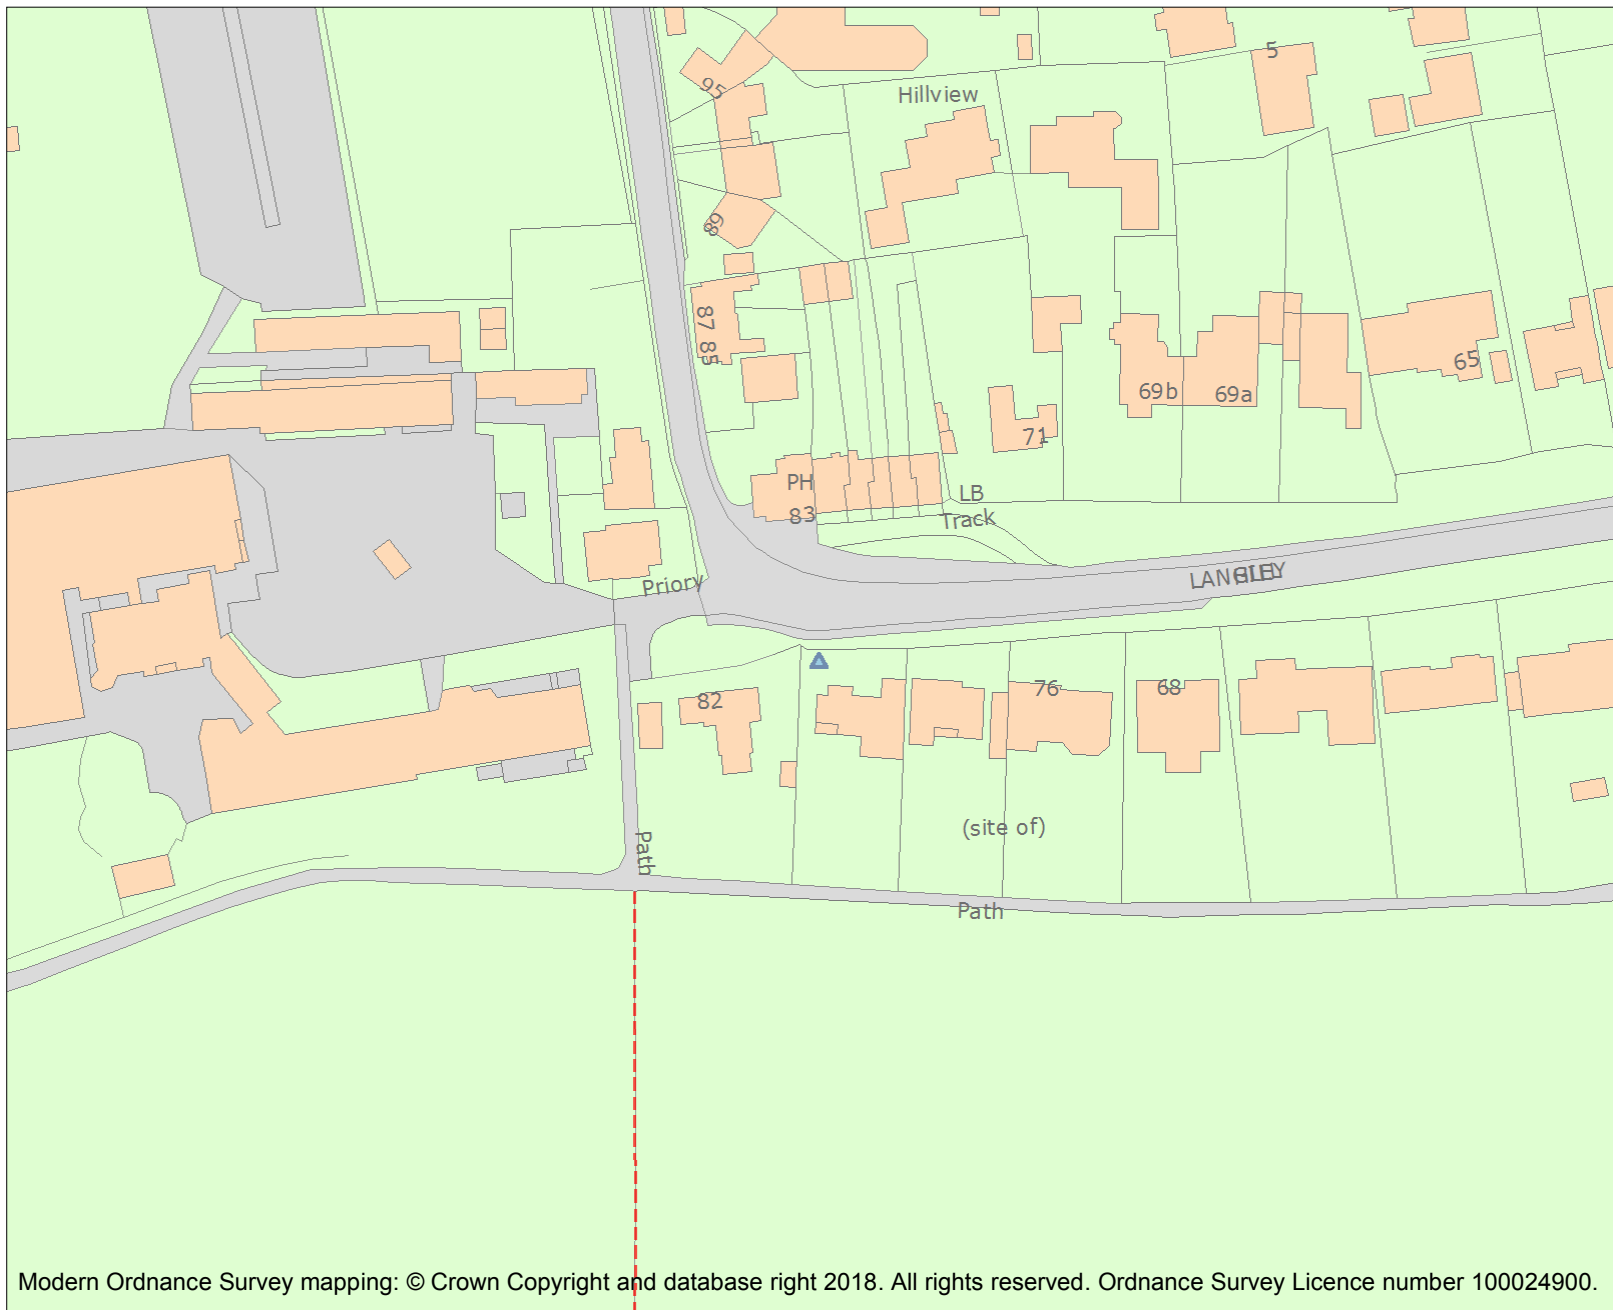 5
95
Hillview
89
87
85
65
69b
69a
71
PH
LB
83
Track
LANGLEY
Priory
82
76
68
(site of)
Path
Path
Modern Ordnance Survey mapping: © Crown Copyright and database right 2018. All rights reserved. Ordnance Survey Licence number 100024900.